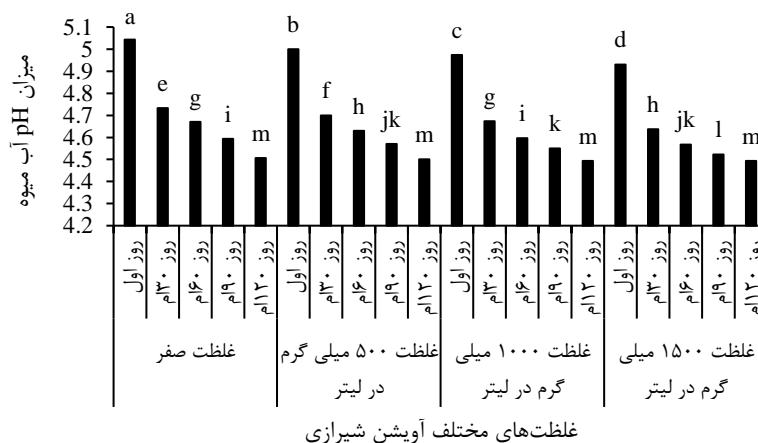 میزان pH آب میوه
5.1
5
4.9
4.8
4.7
4.6
4.5
4.4
4.3
4.2
a
e
g
i
m
b
f
h
jk
m
c
g
i
k
m
d
h
jk
l
m
روز اول
روز ۳۰ام
روز ۶۰ام
روز ۹۰ام
روز ۱۲۰ام
روز اول
روز ۳۰ام
روز ۶۰ام
روز ۹۰ام
روز ۱۲۰ام
روز اول
روز ۳۰ام
روز ۶۰ام
روز ۹۰ام
روز ۱۲۰ام
روز اول
روز ۳۰ام
روز ۶۰ام
روز ۹۰ام
روز ۱۲۰ام
غلظت صفر
غلظت ۵۰۰ میلی گرم
در لیتر
غلظت ۱۰۰۰ میلی
گرم در لیتر
غلظت ۱۵۰۰ میلی
گرم در لیتر
غلظت‌های مختلف آویشن شیرازی